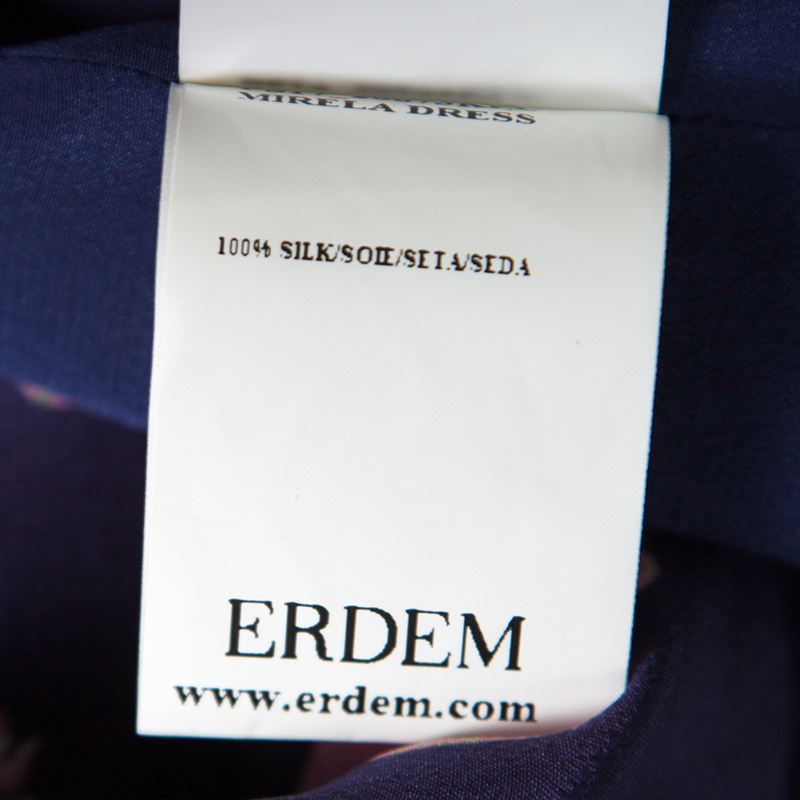 MIRELA DRESS
100% SILK/SOIE/SETA/SEDA
ERDEM
www.erdem.com